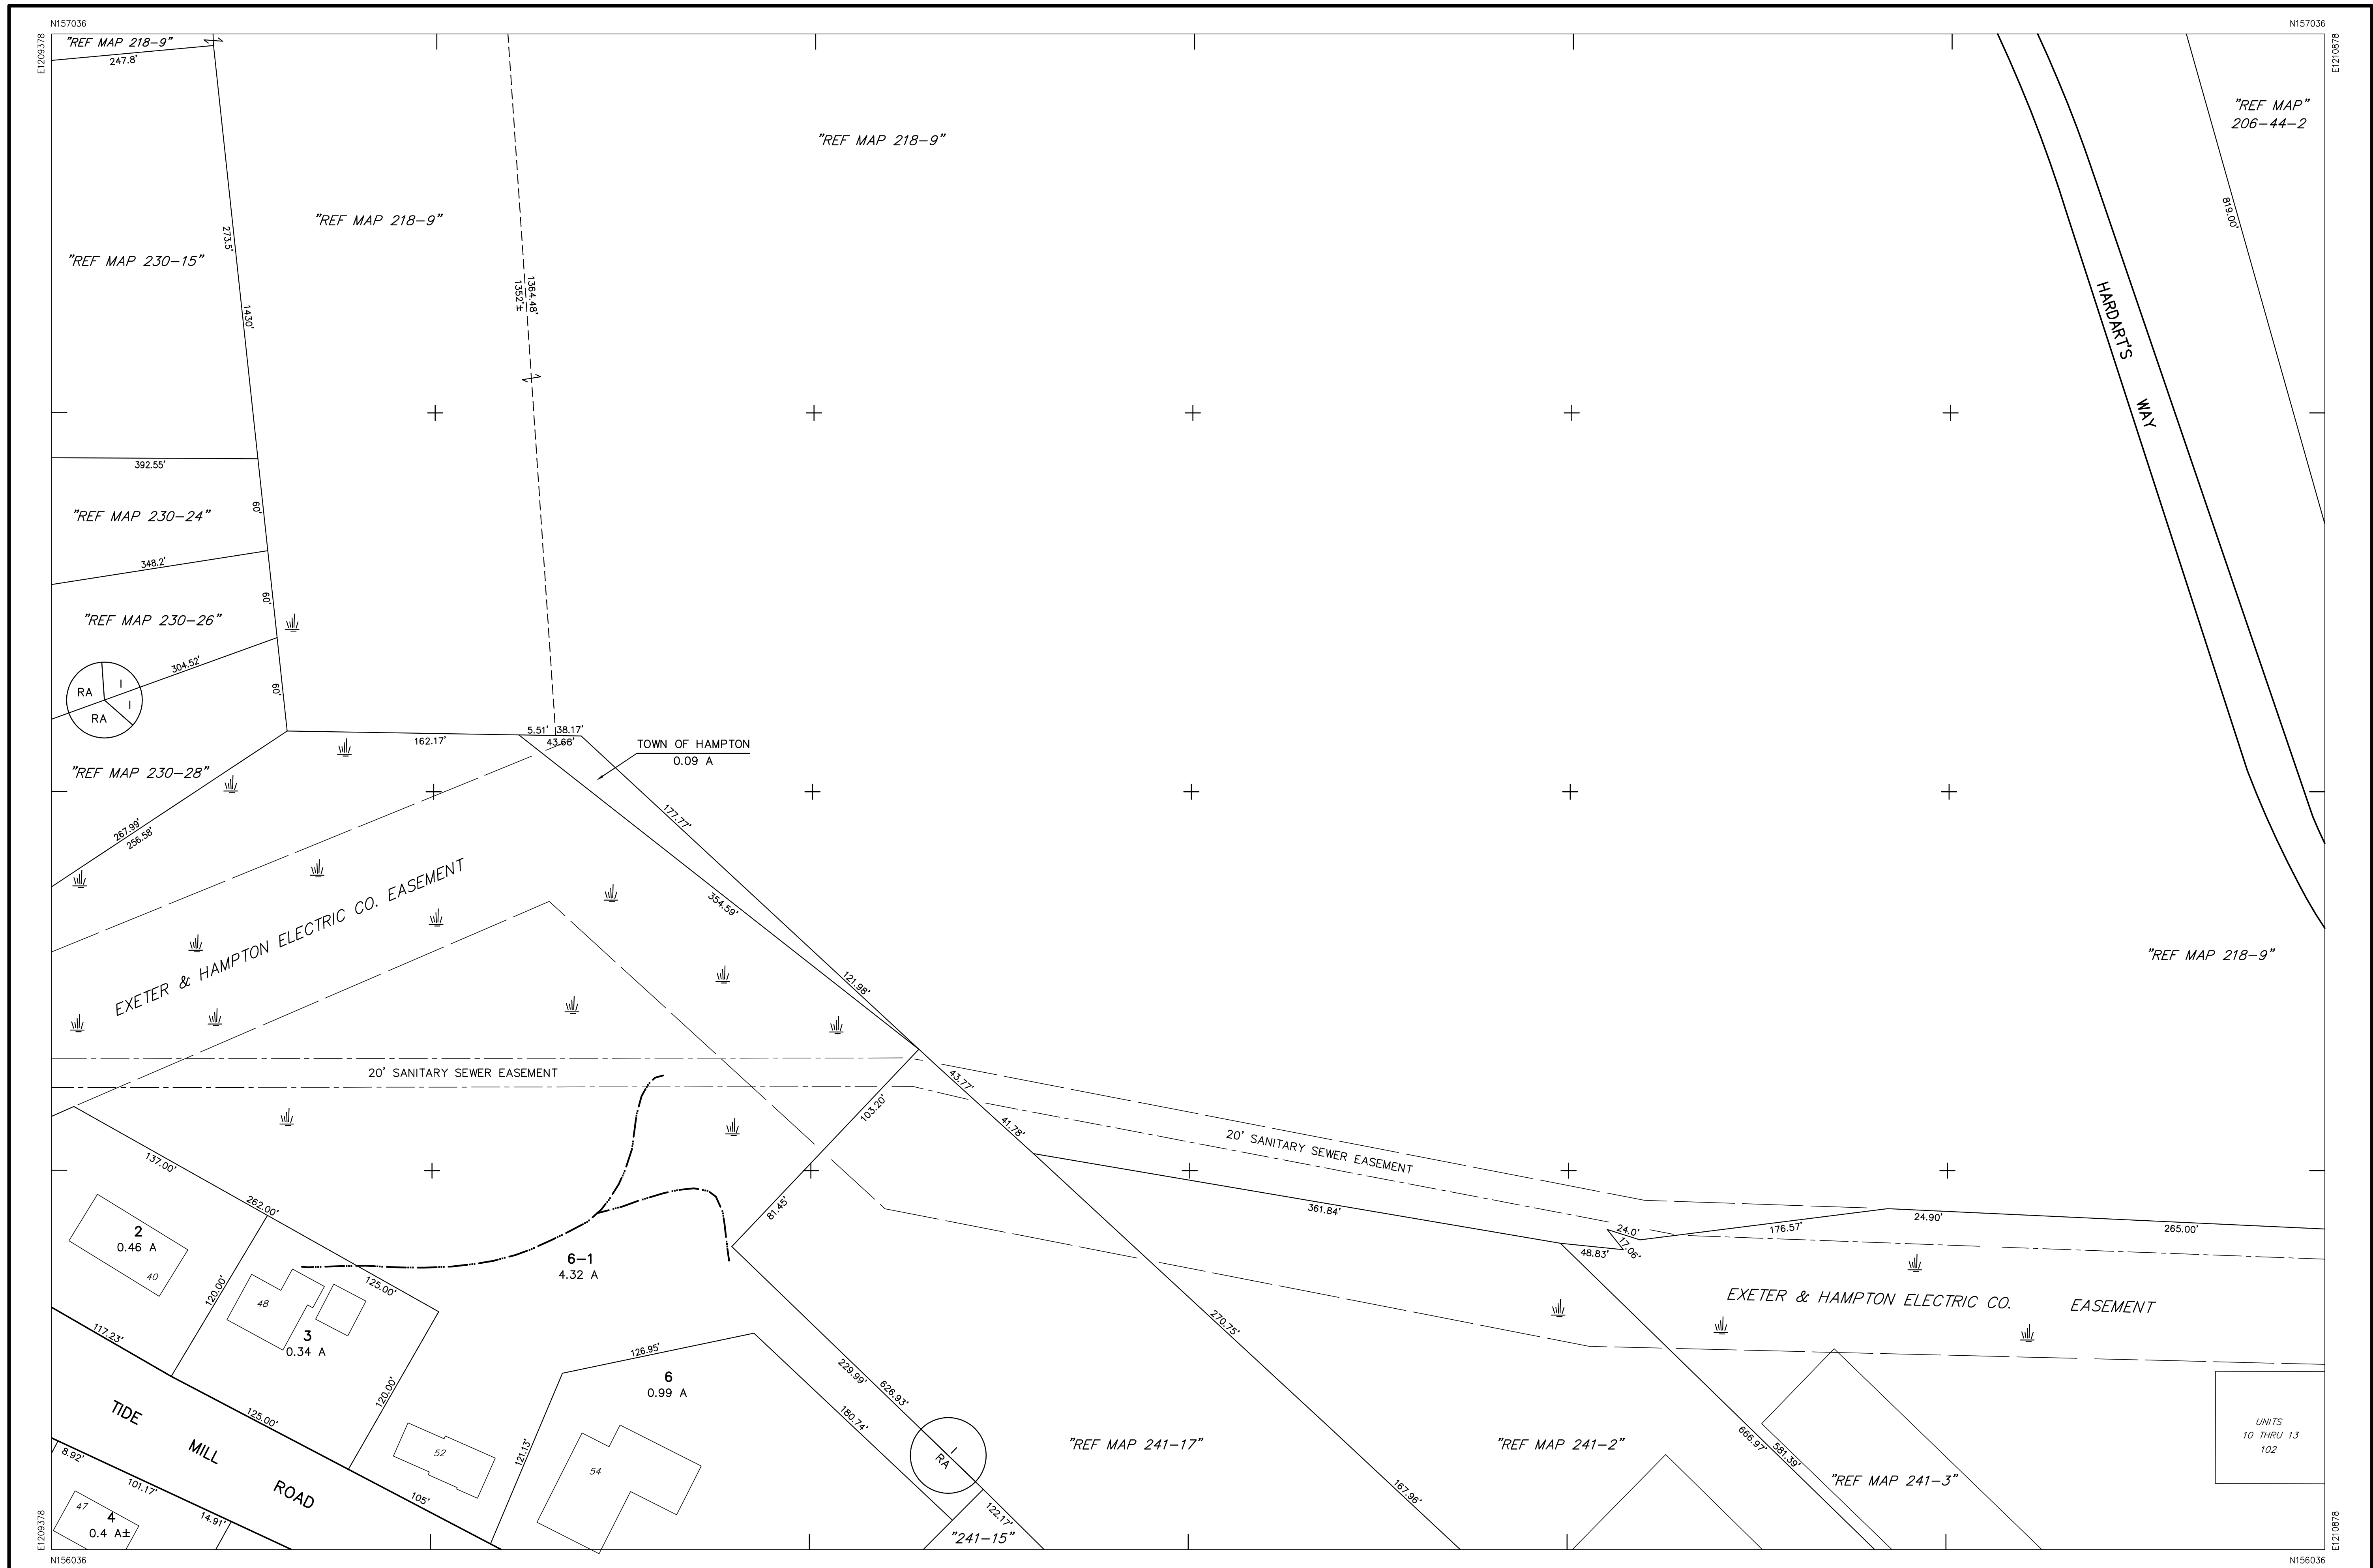 N157036
N157036
E1209378
E1210878
"REF MAP 218-9"
247.8'
"REF MAP"
206-44-2
"REF MAP 218-9"
"REF MAP 218-9"
819.00'
273.5'
"REF MAP 230-15"
1430'
1364.48'
1352'±
HARDART'S
WAY
392.55'
60'
"REF MAP 230-24"
348.2'
60'
"REF MAP 230-26"
304.52'
60'
RA
I
I
RA
5.51'
38.17'
162.17'
43.68'
TOWN OF HAMPTON
0.09 A
"REF MAP 230-28"
267.99'
256.58'
177.77'
354.59'
EXETER & HAMPTON ELECTRIC CO. EASEMENT
"REF MAP 218-9"
121.98'
20' SANITARY SEWER EASEMENT
43.77'
103.20'
41.78'
20' SANITARY SEWER EASEMENT
137.00'
262.00'
81.45'
361.84'
24.0'
17.06'
48.83'
176.57'
24.90'
265.00'
2
0.46 A
40
6-1
4.32 A
120.00'
125.00'
48
3
0.34 A
EXETER & HAMPTON ELECTRIC CO.
EASEMENT
117.23'
270.75'
126.95'
6
0.99 A
229.99'
626.93'
120.00'
125.00'
180.74'
TIDE
MILL
ROAD
52
54
121.13'
I
RA
"REF MAP 241-17"
"REF MAP 241-2"
666.97'
581.39'
"REF MAP 241-3"
UNITS
10 THRU 13
102
8.92'
101.17'
14.91'
105'
167.96'
122.17'
"241-15"
47
4
0.4 A±
E1209378
E1210878
N156036
N156036